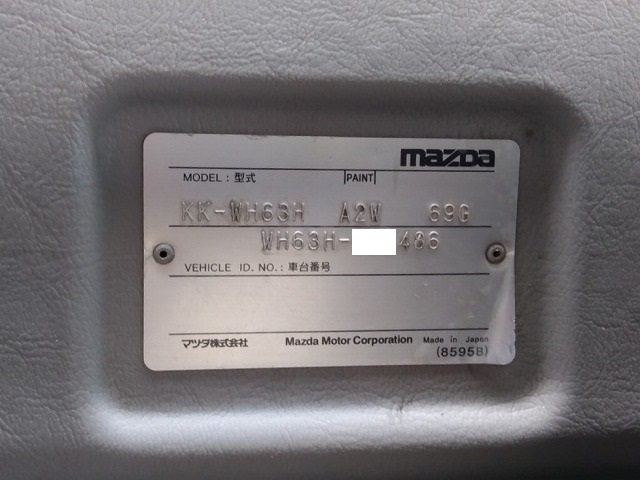 mazda
MODEL : 型式 PAINT
KK-WH63H A2W 69G
WH63H- 486
VEHICLE ID. NO. : 車台番号
マツダ株式会社 Mazda Motor Corporation Made in Japan
(8595B)